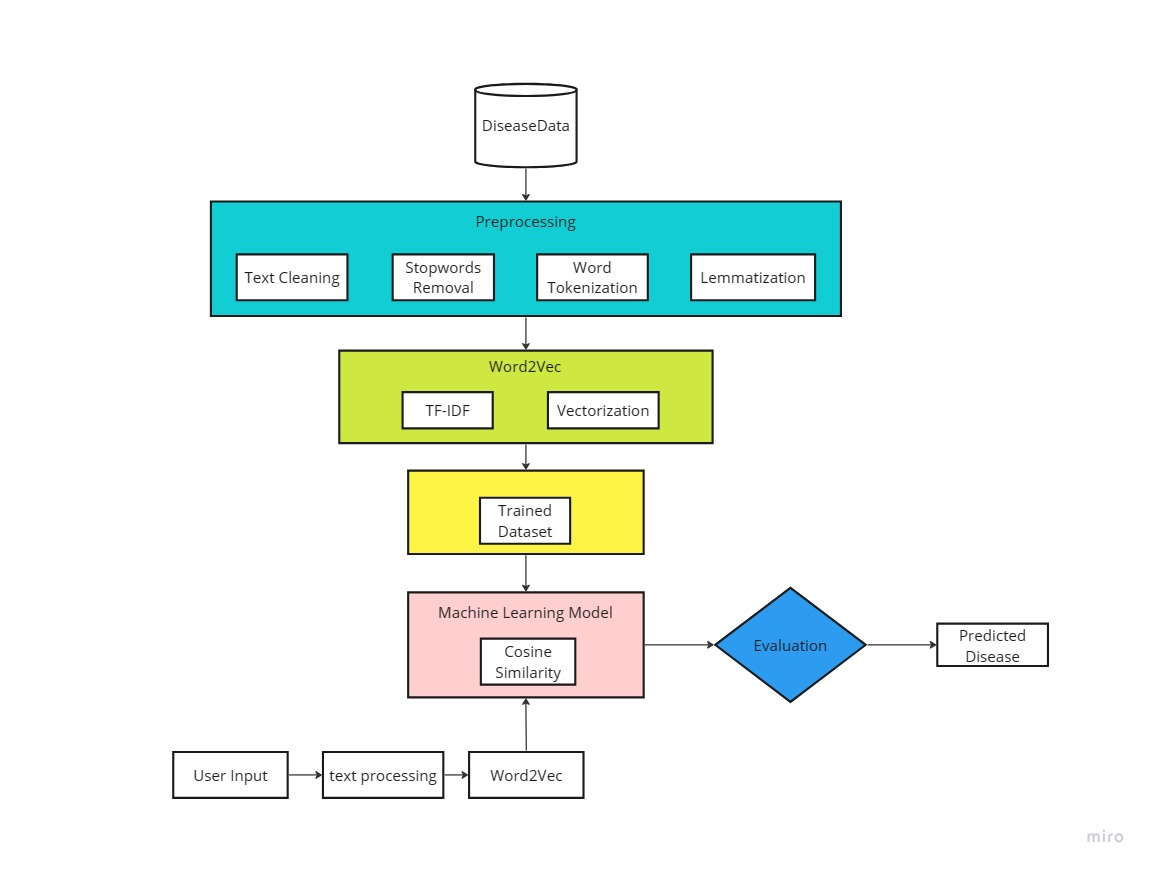 DiseaseData
Preprocessing
Text Cleaning
Stopwords
Removal
Word
Tokenization
Lemmatization
Word2Vec
TF-IDF
Vectorization
Trained
Dataset
Machine Learning Model
Cosine
Similarity
Evaluation
Predicted
Disease
User Input
text processing
Word2Vec
miro